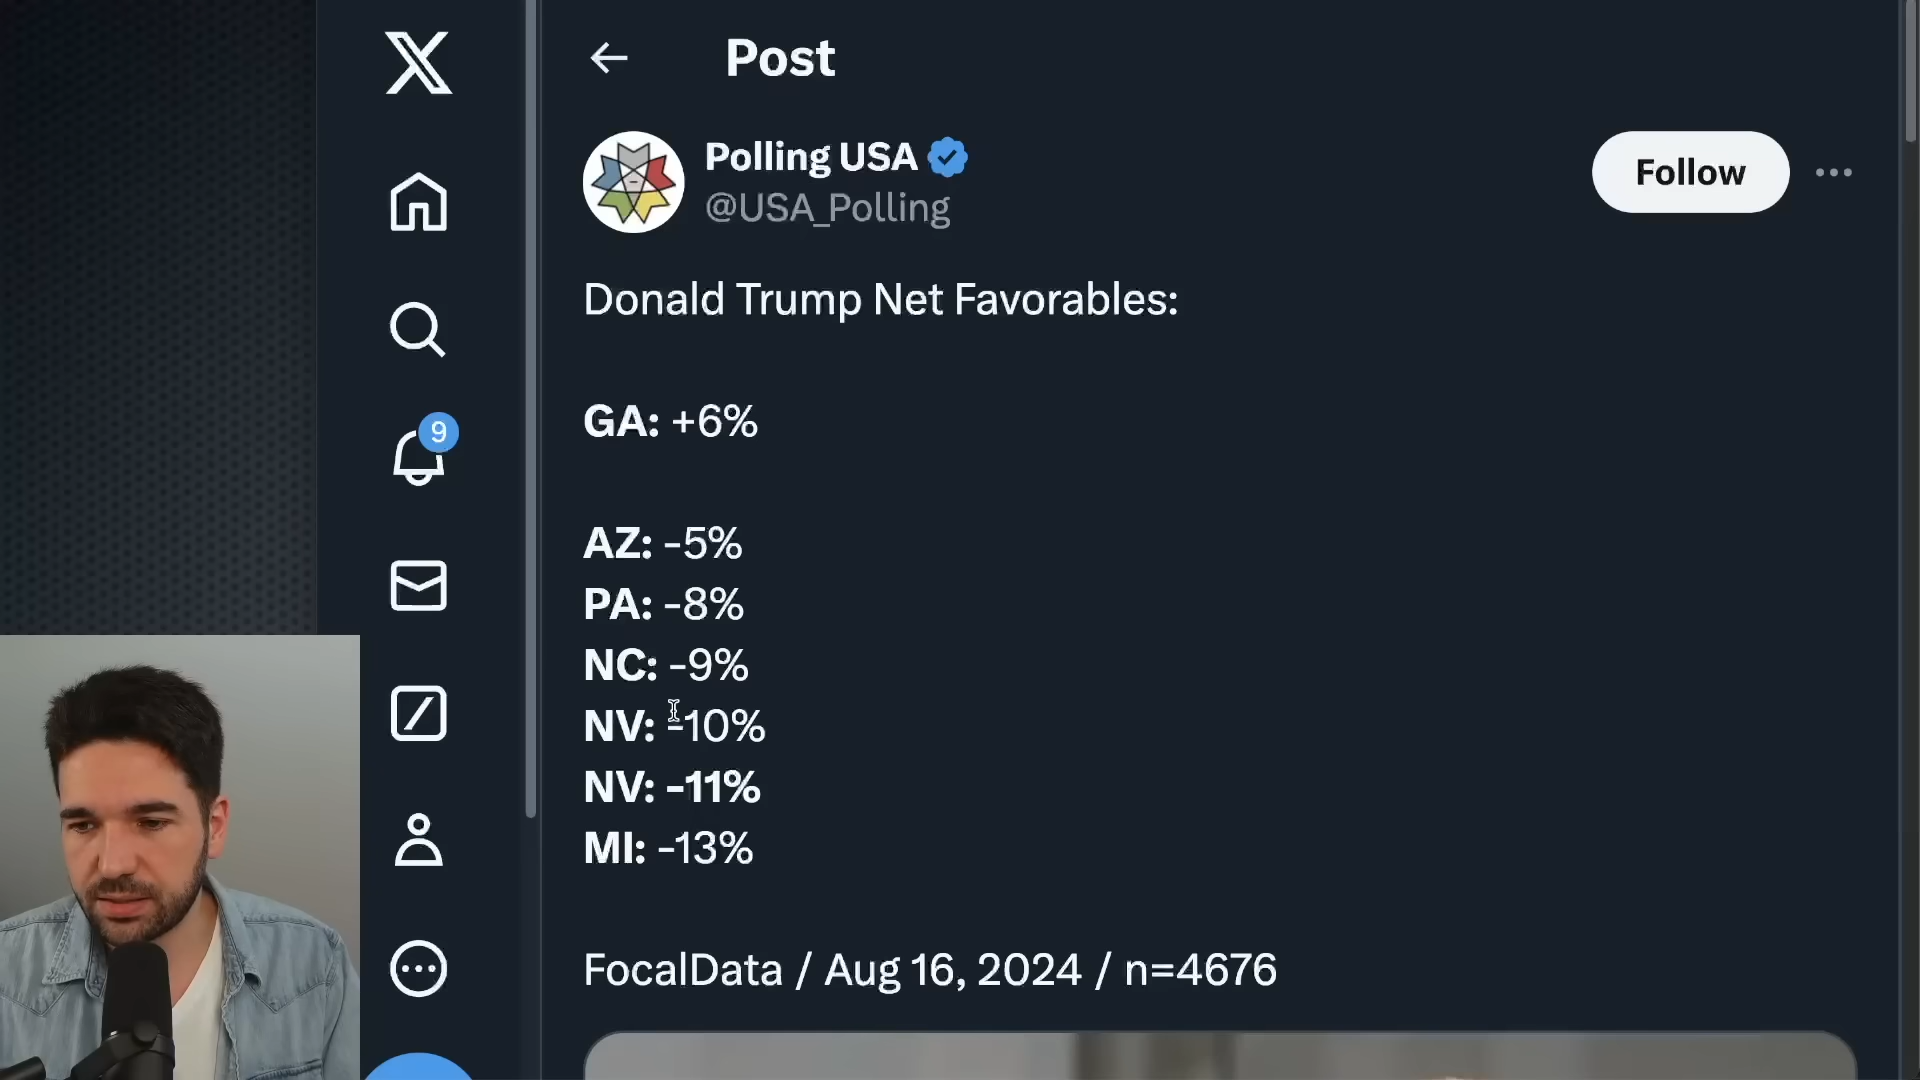 Post
Polling USA
@USA_Polling
Follow
Donald Trump Net Favorables:
GA: +6%
AZ: -5%
PA: -8%
NC: -9%
9
NV: -10%
NV: -11%
MI: -13%
FocalData / Aug 16, 2024 / n=4676